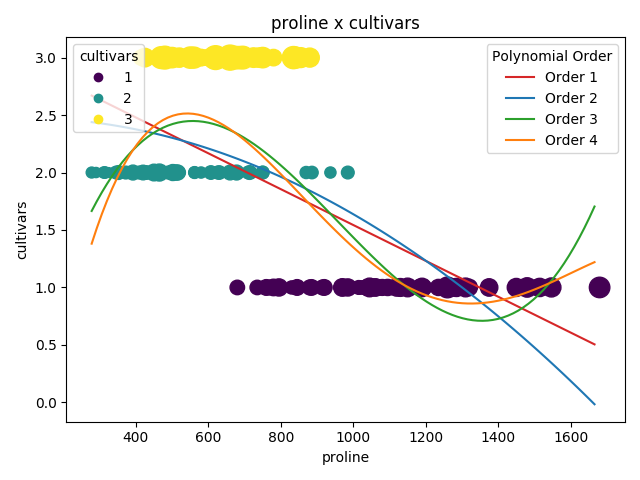 proline x cultivars
cultivars
1
2
3
Polynomial Order
Order 1
Order 2
Order 3
Order 4
3.0
2.5
2.0
1.5
1.0
0.5
0.0
cultivars
400
600
800
1000
1200
1400
1600
proline